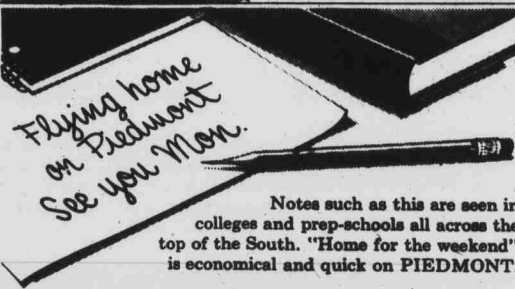 Flying home
on Piedmont
See you Mon.
Notes such as this are seen in
colleges and prep-schools all across the
top of the South. "Home for the weekend"
is economical and quick on PIEDMONT